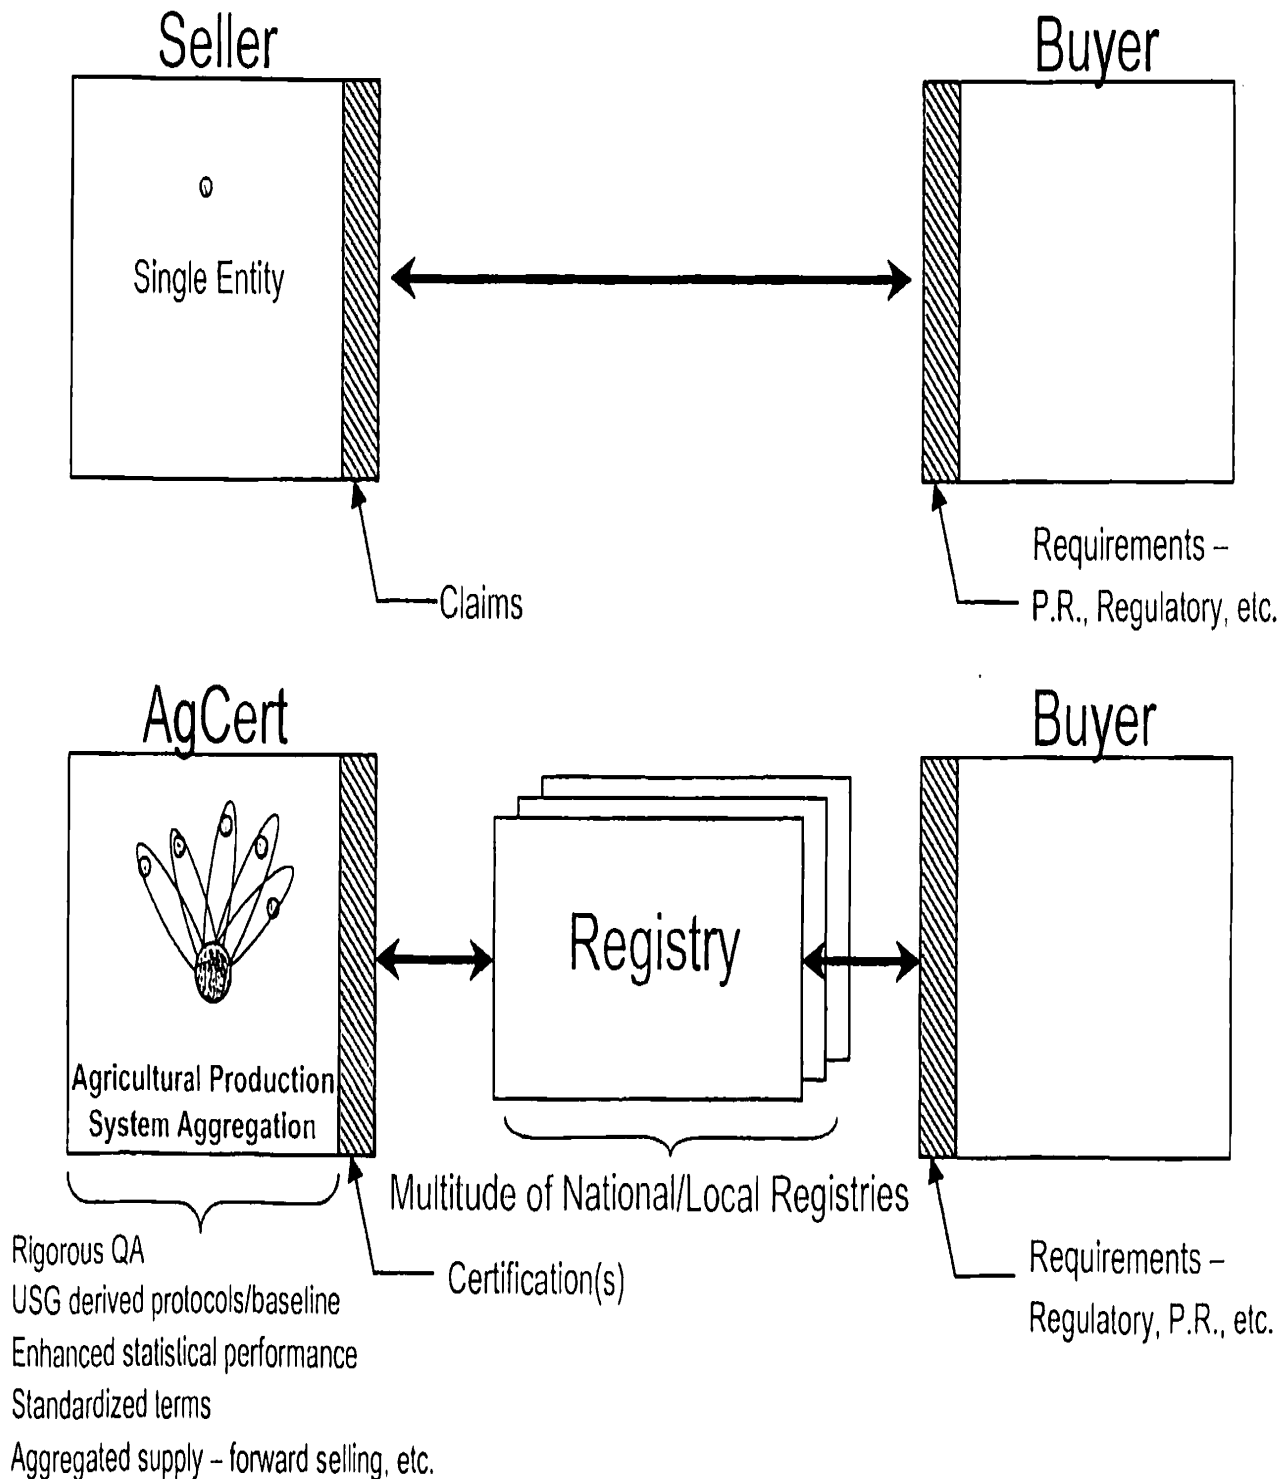 Seller
Buyer
Single Entity
Claims
Requirements –
P.R., Regulatory, etc.
AgCert
Buyer
Registry
Agricultural Production
System Aggregation
Multitude of National/Local Registries
Rigorous QA
USG derived protocols/baseline
Enhanced statistical performance
Standardized terms
Aggregated supply – forward selling, etc.
Certification(s)
Requirements –
Regulatory, P.R., etc.